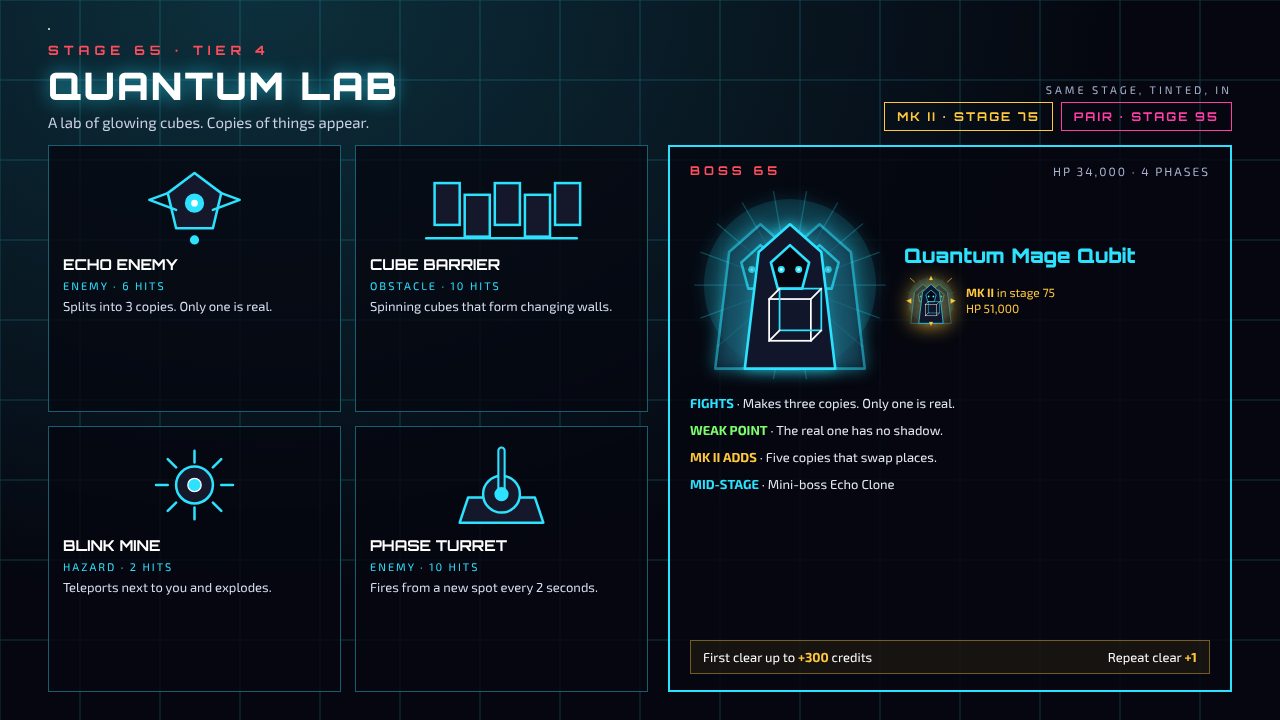 STAGE 65 · TIER 4
QUANTUM LAB
A lab of glowing cubes. Copies of things appear.
SAME STAGE, TINTED, IN
MK II · STAGE 75
PAIR · STAGE 95
ECHO ENEMY
ENEMY · 6 HITS
Splits into 3 copies. Only one is real.
CUBE BARRIER
OBSTACLE · 10 HITS
Spinning cubes that form changing walls.
BLINK MINE
HAZARD · 2 HITS
Teleports next to you and explodes.
PHASE TURRET
ENEMY · 10 HITS
Fires from a new spot every 2 seconds.
BOSS 65
HP 34,000 · 4 PHASES
Quantum Mage Qubit
MK II in stage 75
HP 51,000
FIGHTS · Makes three copies. Only one is real.
WEAK POINT · The real one has no shadow.
MK II ADDS · Five copies that swap places.
MID-STAGE · Mini-boss Echo Clone
First clear up to +300 credits
Repeat clear +1